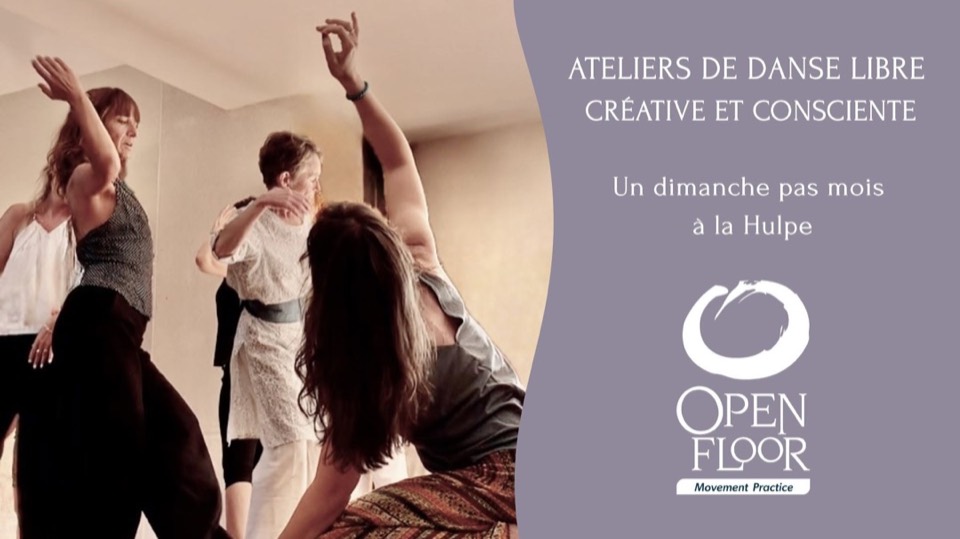 ATELIERS DE DANSE LIBRE
CRÉATIVE ET CONSCIENTE
Un dimanche pas mois
à la Hulpe
OPEN
FLOOR
Movement Practice